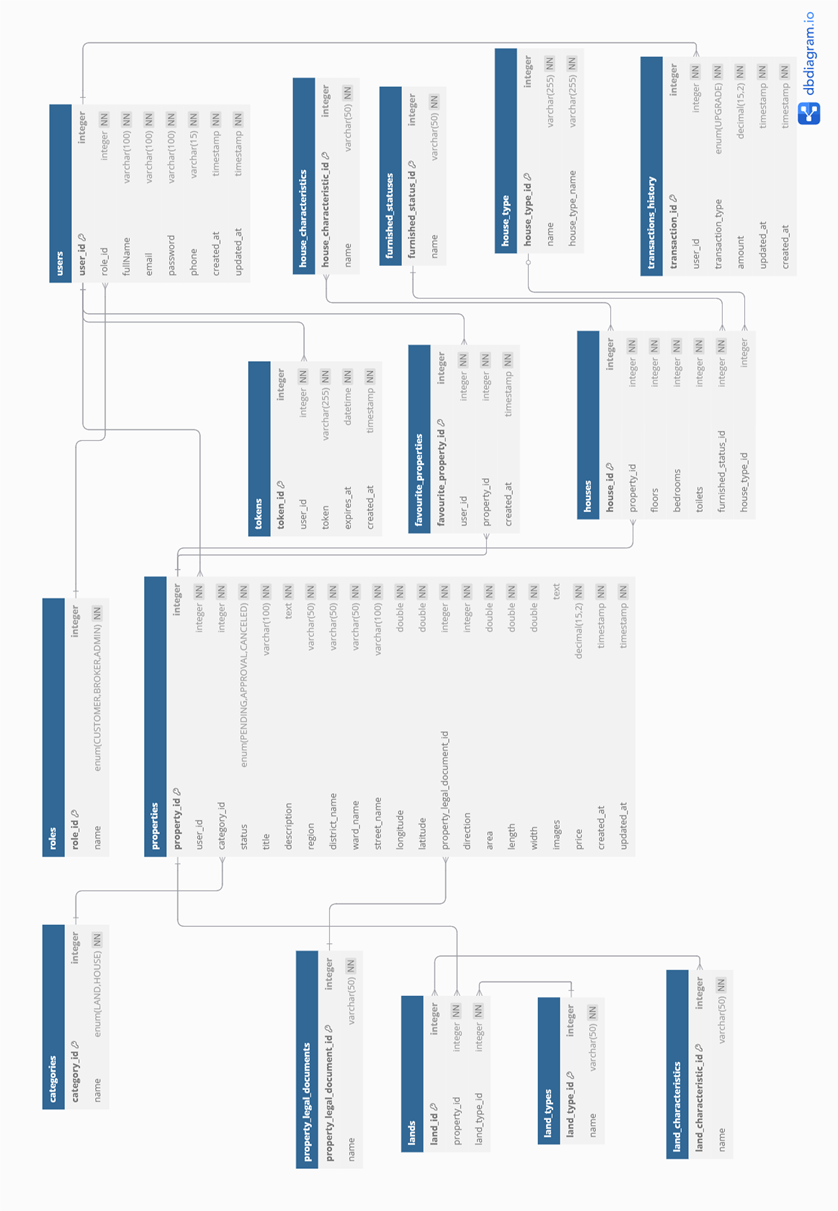 categories
category_id integer
name enum(LAND,HOUSE) NN
roles
role_id integer
name enum(CUSTOMER,BROKER,ADMIN) NN
users
user_id integer
role_id integer NN
fullName varchar(100) NN
email varchar(100) NN
password varchar(100) NN
phone varchar(15) NN
created_at timestamp NN
updated_at timestamp NN
properties
property_id integer
user_id integer NN
category_id integer NN
status enum(PENDING,APPROVAL,CANCELED) NN
title varchar(100) NN
description text NN
region varchar(50) NN
district_name varchar(50) NN
ward_name varchar(50) NN
street_name varchar(100) NN
longitude double NN
latitude double NN
property_legal_document_id integer NN
direction integer NN
area double NN
length double NN
width double NN
images text
price decimal(15,2) NN
created_at timestamp NN
updated_at timestamp NN
tokens
token_id integer
user_id integer NN
token varchar(255) NN
expires_at datetime NN
created_at timestamp NN
house_characteristics
house_characteristic_id integer
name varchar(50) NN
property_legal_documents
property_legal_document_id integer
name varchar(50) NN
furnished_statuses
furnished_status_id integer
name varchar(50) NN
lands
land_id integer
property_id integer NN
land_type_id integer NN
favourite_properties
favourite_property_id integer
user_id integer NN
property_id integer NN
created_at timestamp NN
house_type
house_type_id integer
name varchar(255) NN
house_type_name varchar(255) NN
land_types
land_type_id integer
name varchar(50) NN
houses
house_id integer
property_id integer NN
floors integer NN
bedrooms integer NN
toilets integer NN
furnished_status_id integer NN
house_type_id integer
transactions_history
transaction_id integer
user_id integer NN
transaction_type enum(UPGRADE) NN
amount decimal(15,2) NN
updated_at timestamp NN
created_at timestamp NN
land_characteristics
land_characteristic_id integer
name varchar(50) NN
dbdiagram.io